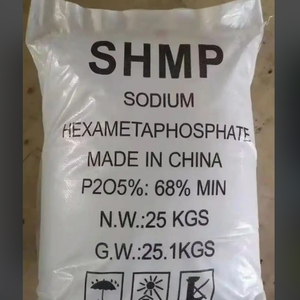 SHMP
SODIUM
HEXAMETAPHOSPHATE
MADE IN CHINA
P2O5%: 68% MIN
N.W.:25 KGS
G.W.:25.1KGS